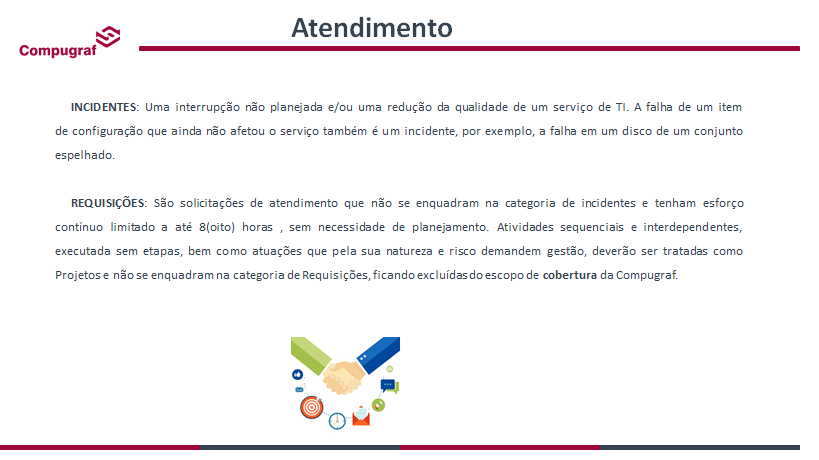 Atendimento
Compugraf
INCIDENTES: Uma interrupção não planejada e/ou uma redução da qualidade de um serviço de TI. A falha de um item
de configuração que ainda não afetou o serviço também é um incidente, por exemplo, a falha em um disco de um conjunto
espelhado.
REQUISIÇÕES: São solicitações de atendimento que não se enquadram na categoria de incidentes e tenham esforço
contínuo limitado a até 8(oito) horas , sem necessidade de planejamento. Atividades sequenciais e interdependentes,
executada sem etapas, bem como atuações que pela sua natureza e risco demandem gestão, deverão ser tratadas como
Projetos e não se enquadram na categoria de Requisições, ficando excluídas do escopo de cobertura da Compugraf.